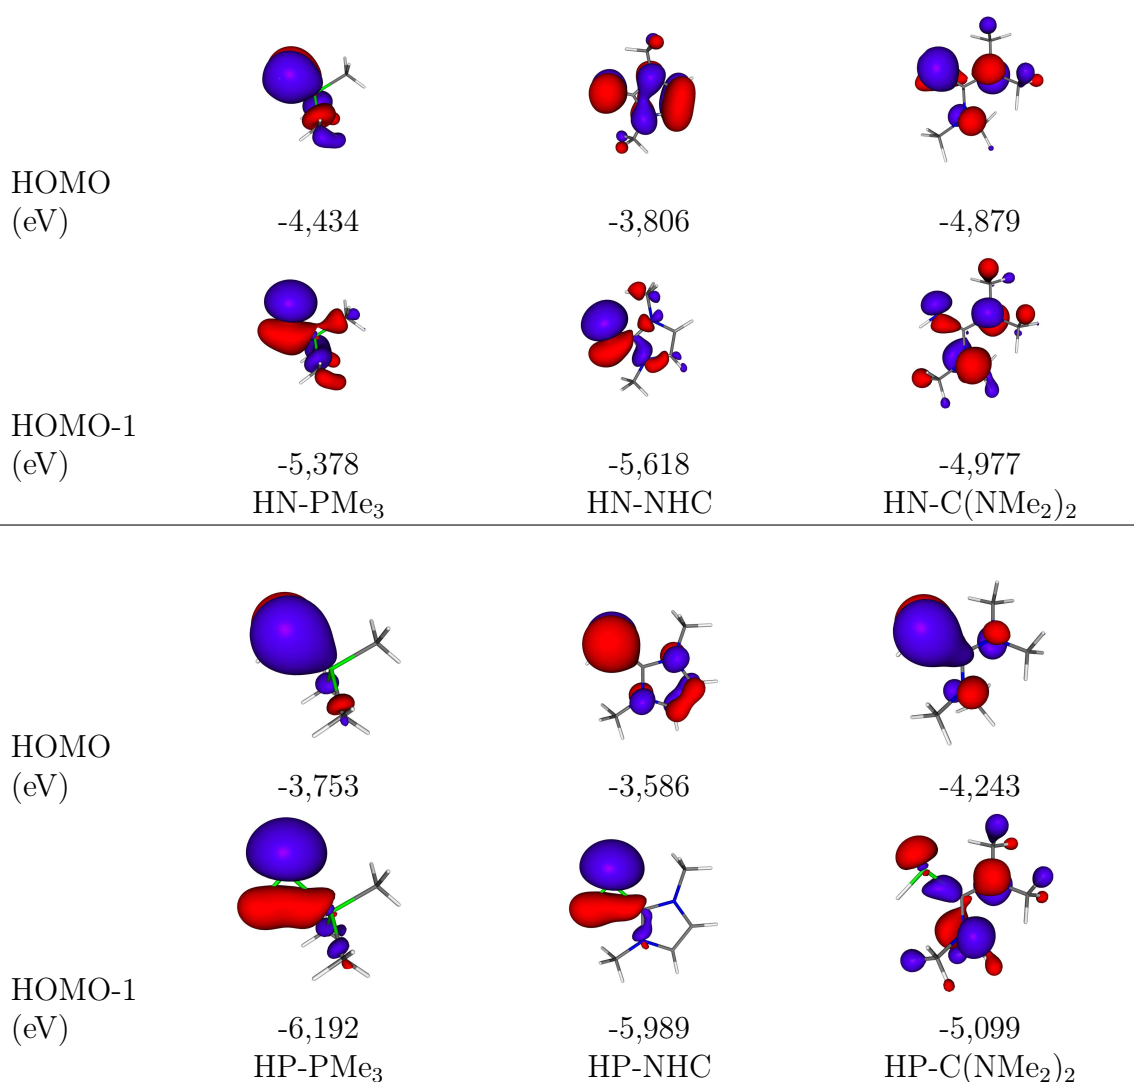 HOMO
(eV) -4,434 -3,806 -4,879
HOMO-1
(eV) -5,378 -5,618 -4,977
HN-PMe₃ HN-NHC HN-C(NMe₂)₂
HOMO
(eV) -3,753 -3,586 -4,243
HOMO-1
(eV) -6,192 -5,989 -5,099
HP-PMe₃ HP-NHC HP-C(NMe₂)₂